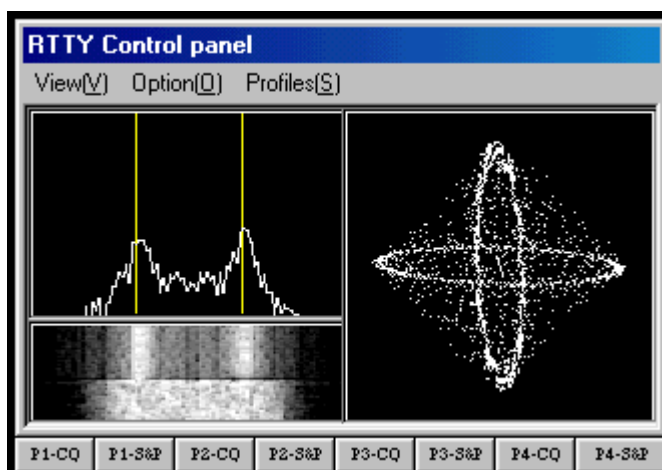 RTTY Control panel
View(V) Option(O) Profiles(S)
P1-CQ P1-S&P P2-CQ P2-S&P P3-CQ P3-S&P P4-CQ P4-S&P